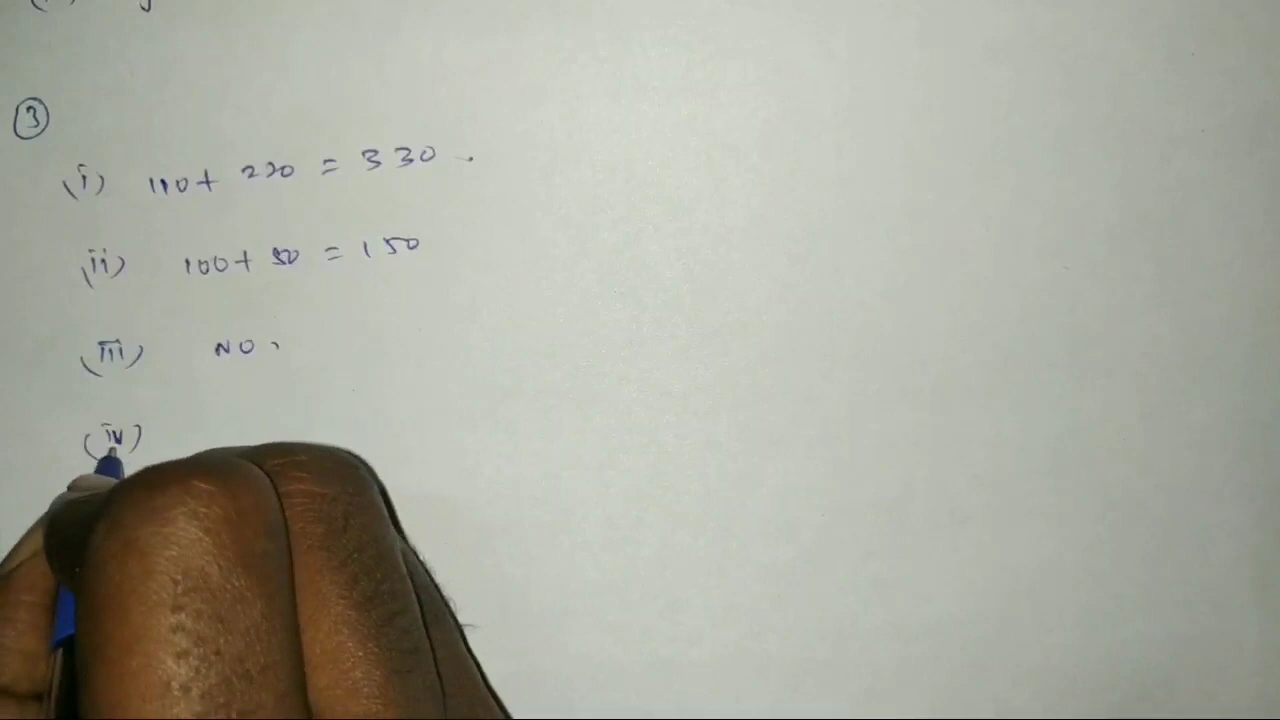 ③
(i) 110 + 220 = 330.
(ii) 100 + 50 = 150
(iii) NO.
(iv)